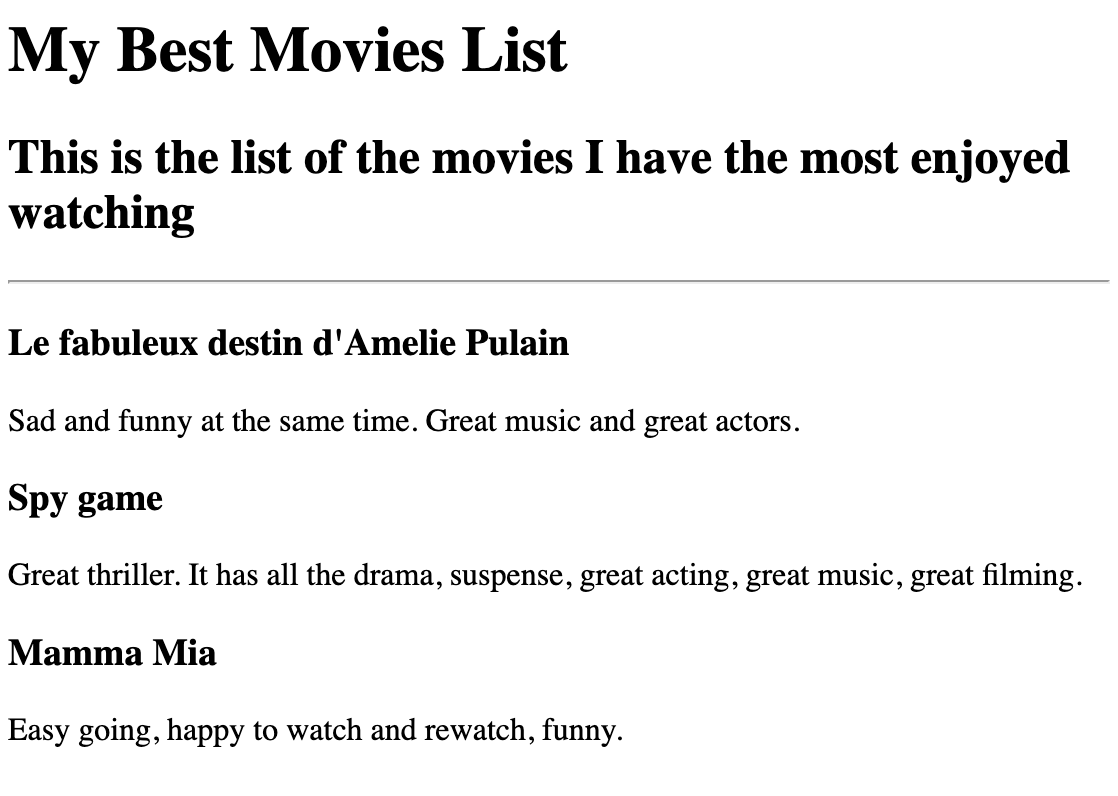 My Best Movies List
This is the list of the movies I have the most enjoyed
watching
Le fabuleux destin d'Amelie Pulain
Sad and funny at the same time. Great music and great actors.
Spy game
Great thriller. It has all the drama, suspense, great acting, great music, great filming.
Mamma Mia
Easy going, happy to watch and rewatch, funny.